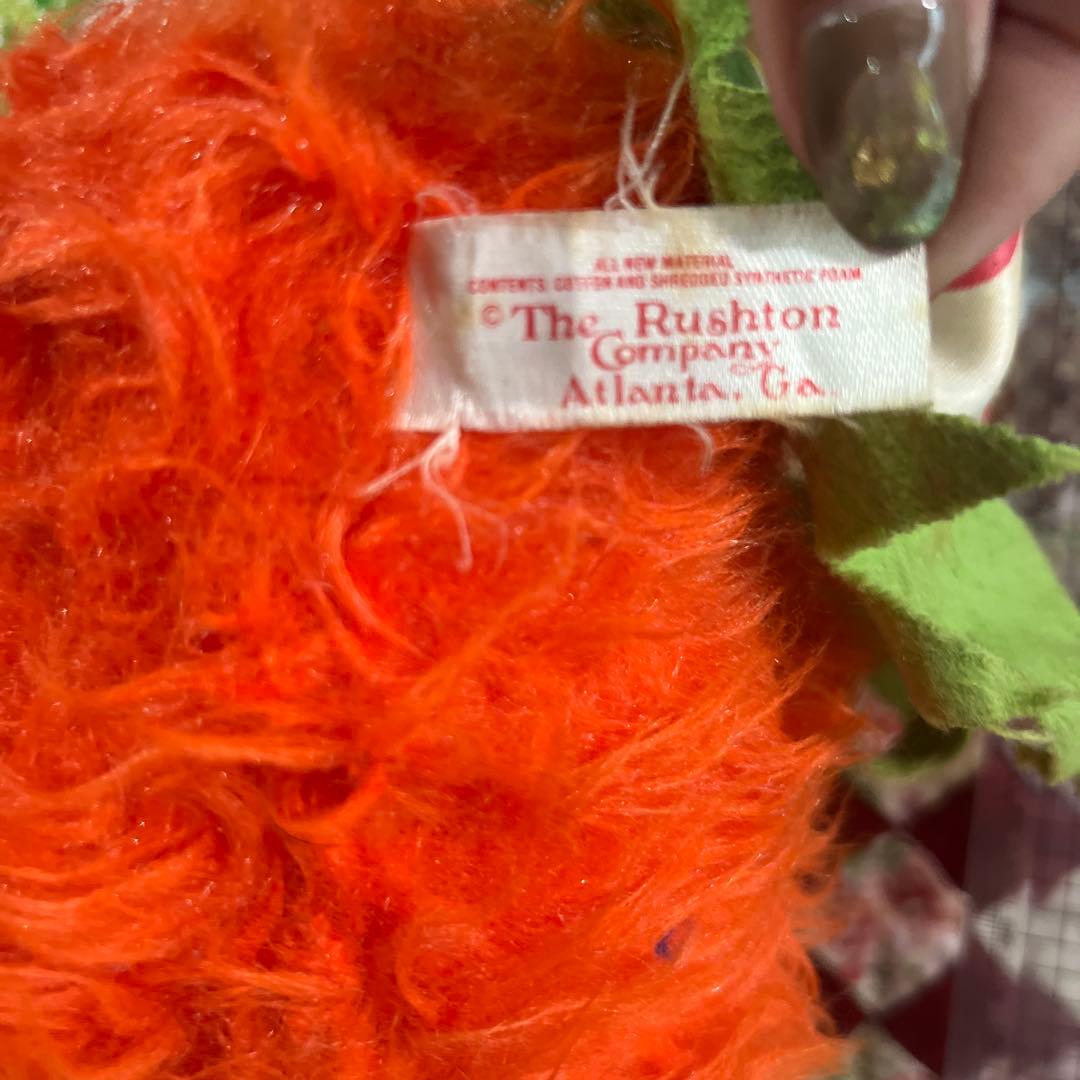 ALL NEW MATERIAL
CONTENTS: COTTON AND SHREDDED SYNTHETIC FOAM
© The Rushton
Company
Atlanta, Ga.